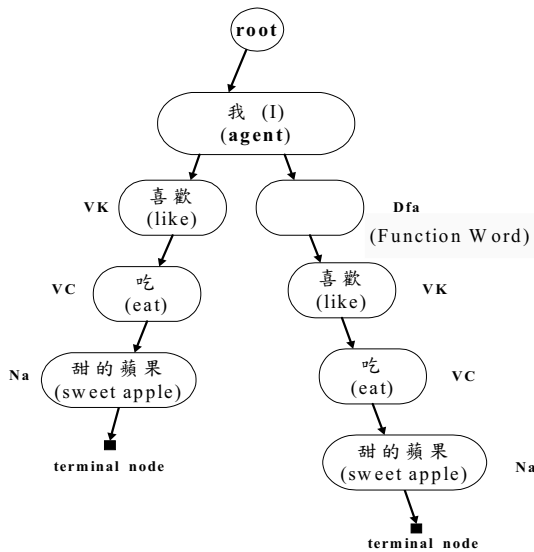 root
我 (I)
(agent)
VK
喜歡
(like)
Dfa
(Function Word)
VC
吃
(eat)
喜歡
(like)
VK
Na
甜的蘋果
(sweet apple)
吃
(eat)
VC
terminal node
甜的蘋果
(sweet apple)
Na
terminal node